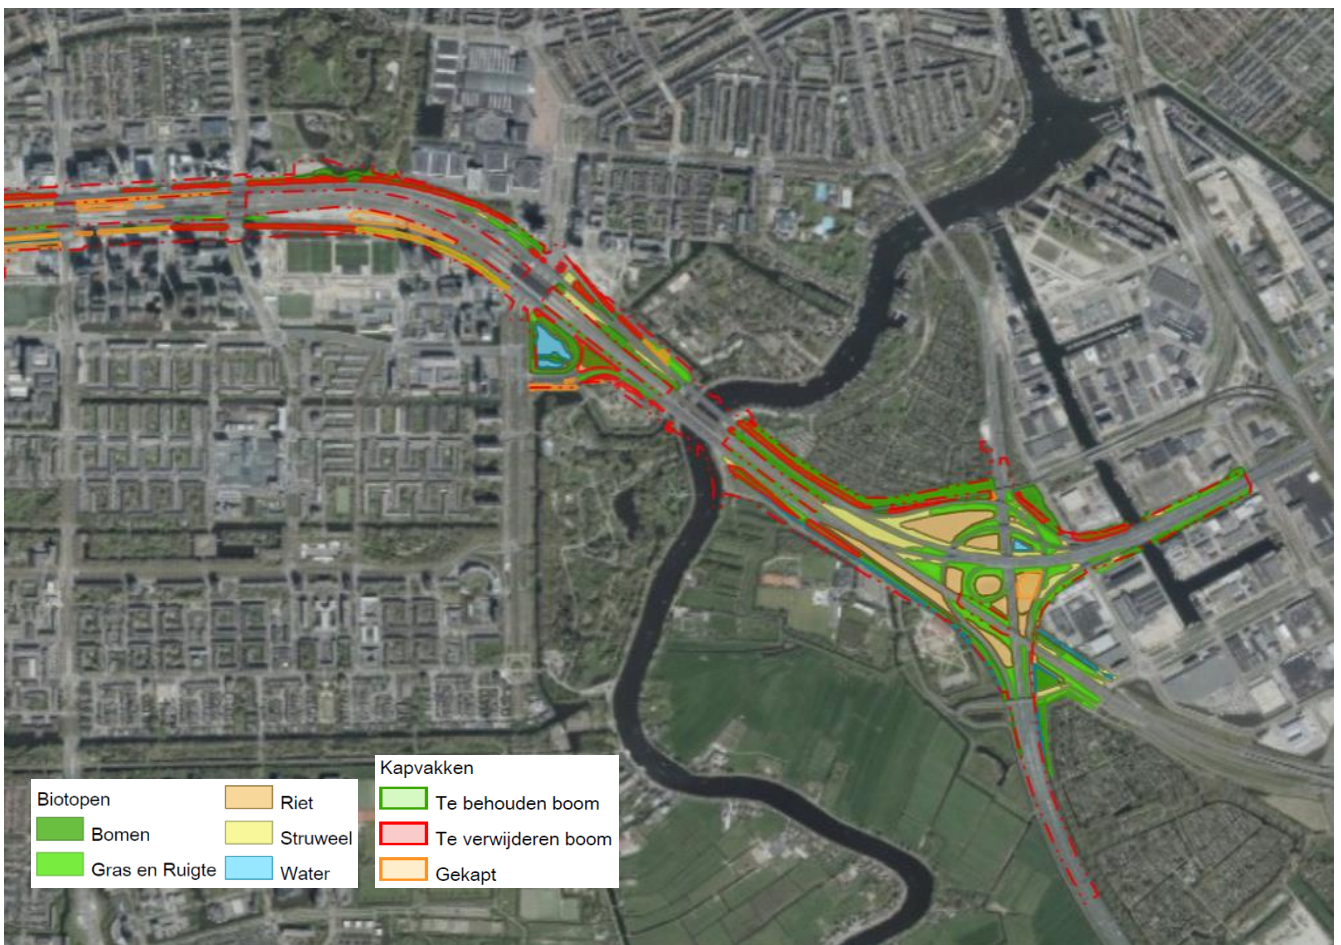 Biotopen
Bomen
Gras en Ruigte
Riet
Struweel
Water
Kapvakken
Te behouden boom
Te verwijderen boom
Gekapt